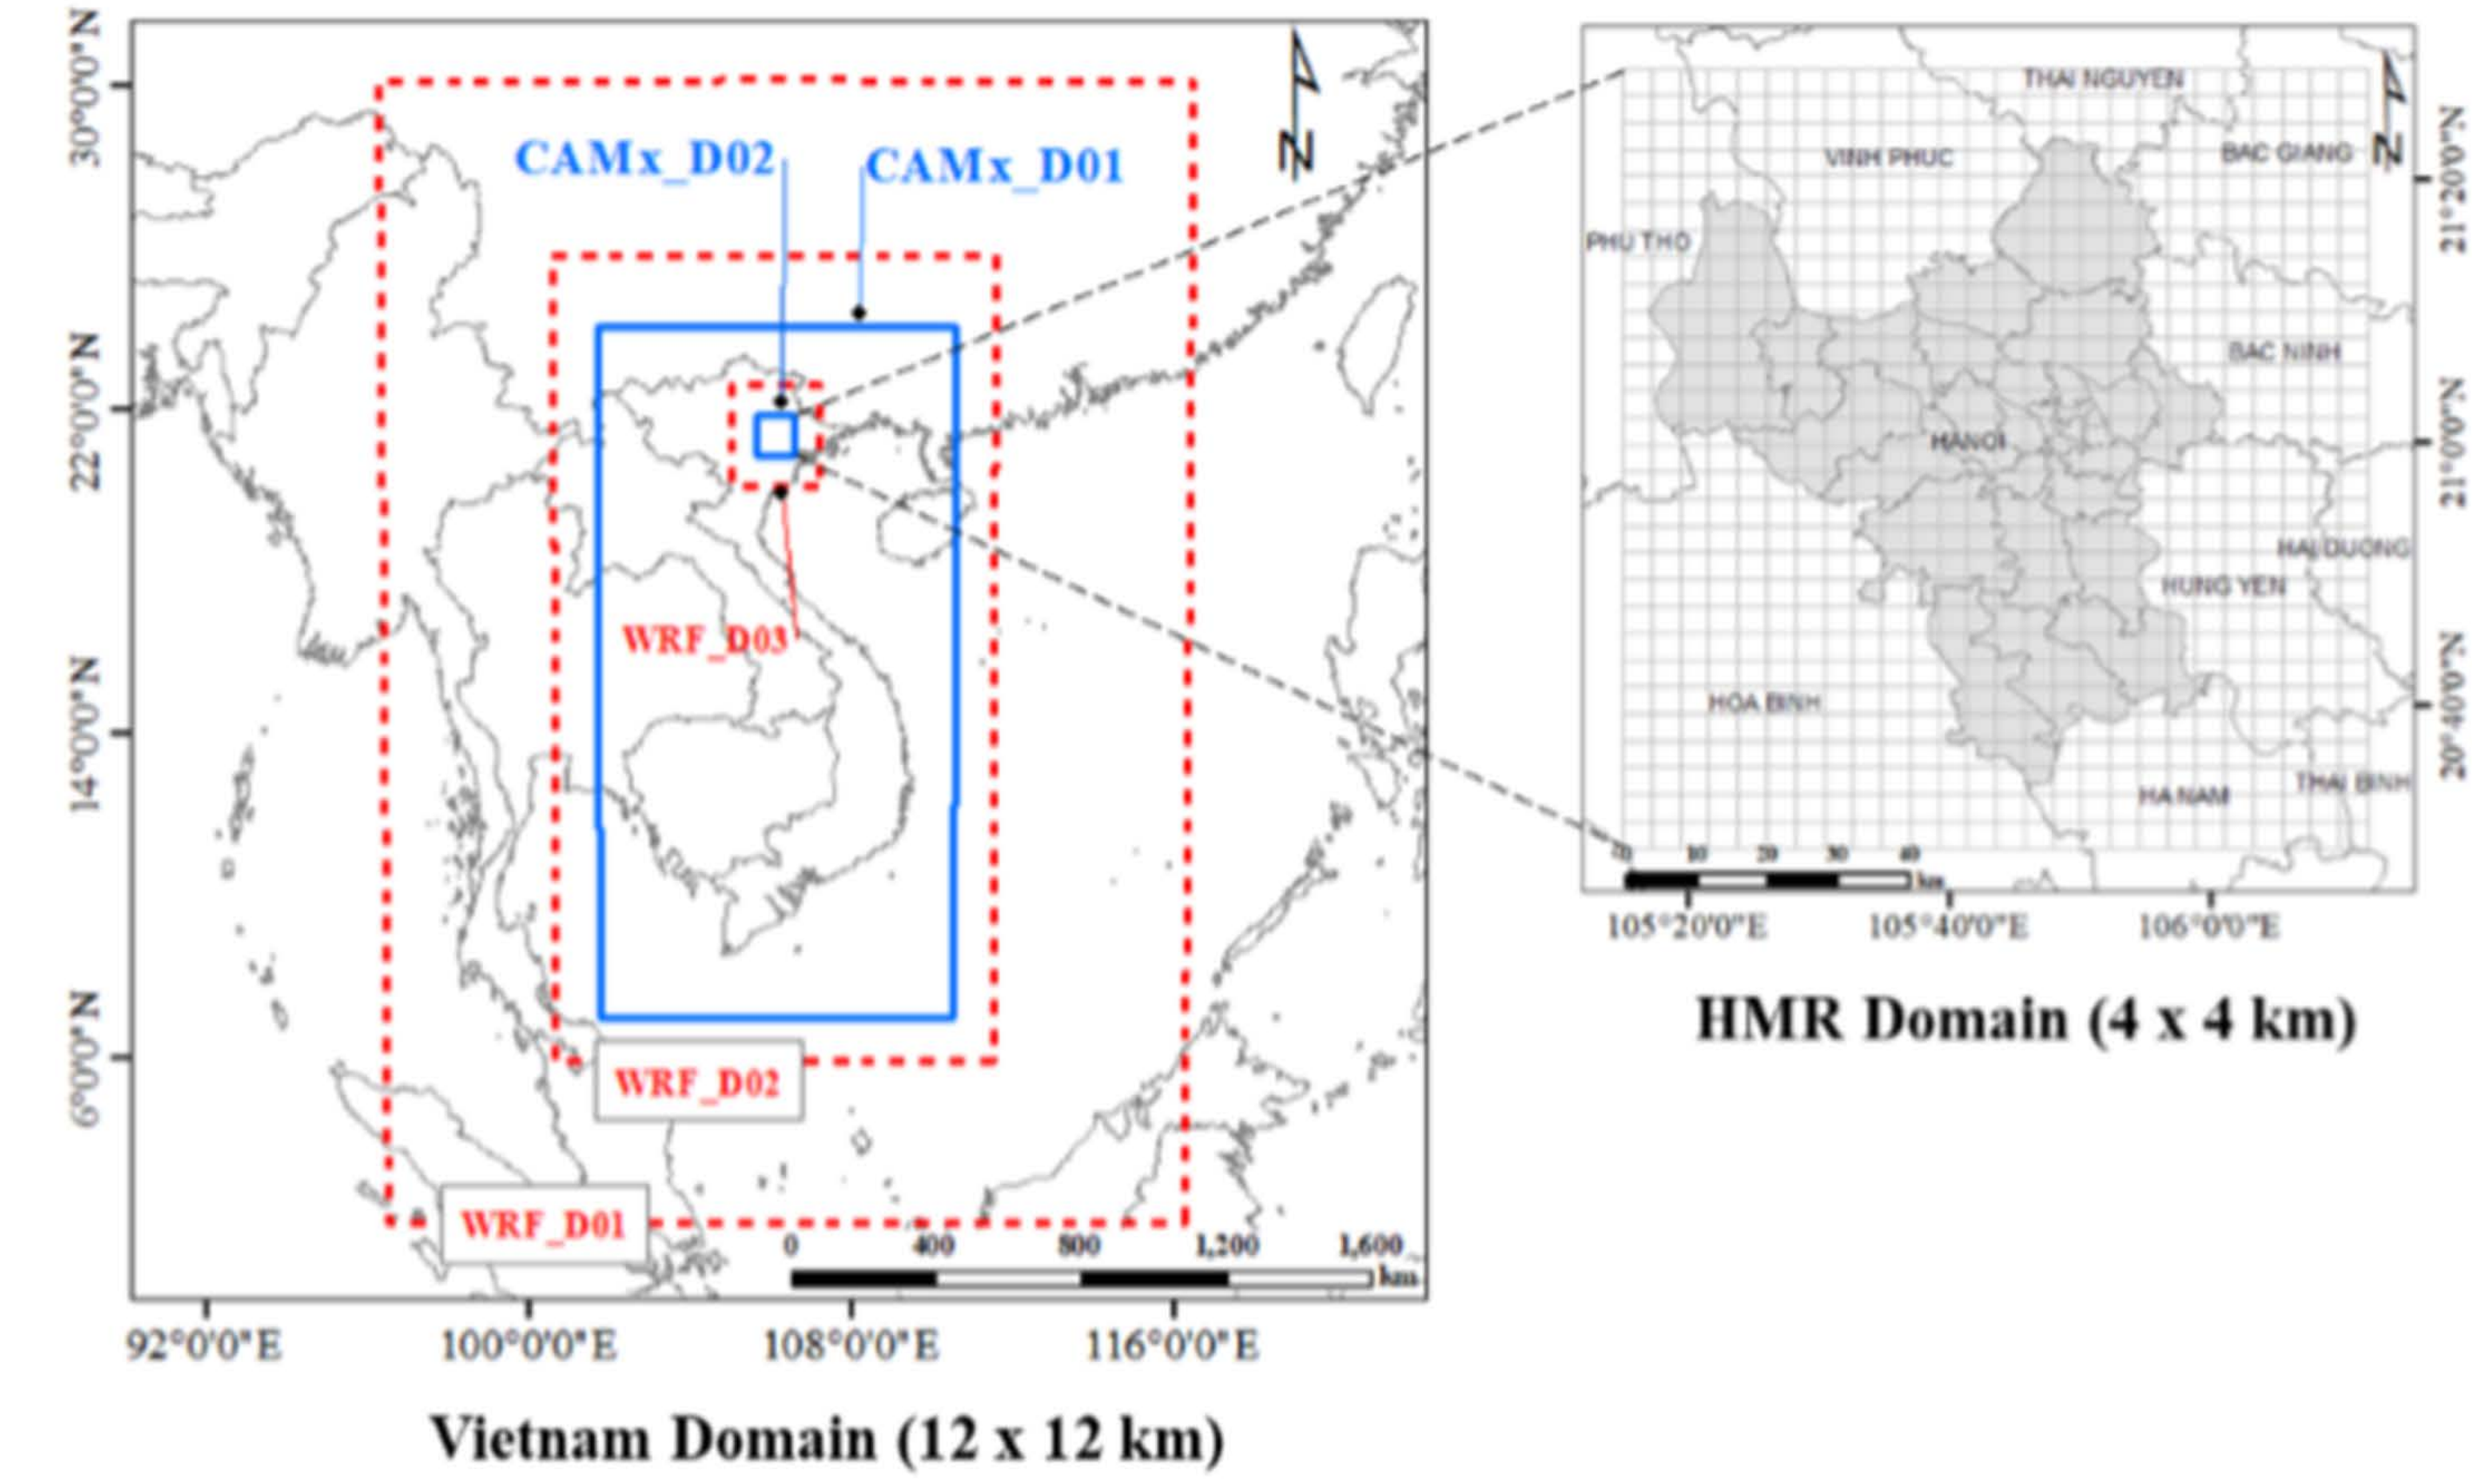 30°0'0"N
22°0'0"N
14°0'0"N
6°0'0"N
CAMx_D02
CAMx_D01
N
WRF_D03
WRF_D02
WRF_D01
0 400 800 1,200 1,600
km
92°0'0"E 100°0'0"E 108°0'0"E 116°0'0"E
Vietnam Domain (12 x 12 km)
THAI NGUYEN
N
VINH PHUC
BAC GIANG
PHU THO
BAC NINH
HANOI
HAI DUONG
HUNG YEN
HOA BINH
THAI BINH
HA NAM
0 10 20 30 40
km
21°20'0"N
21°0'0"N
20°40'0"N
105°20'0"E 105°40'0"E 106°0'0"E
HMR Domain (4 x 4 km)